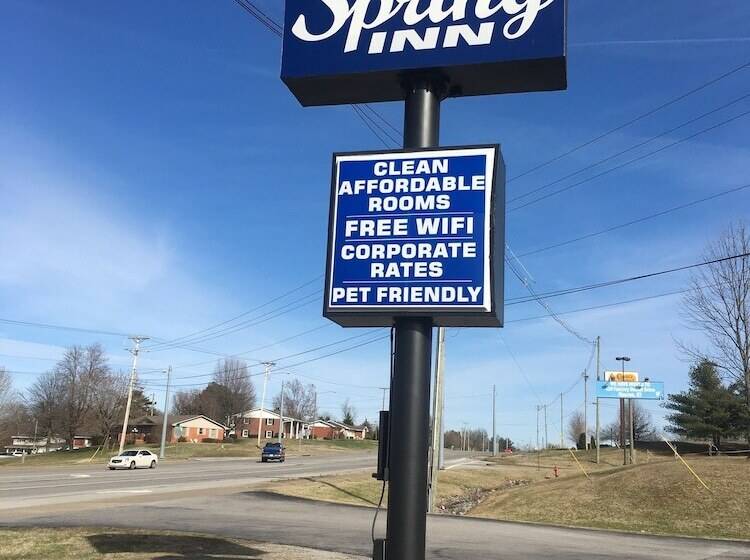 Spring
INN
CLEAN
AFFORDABLE
ROOMS
FREE WIFI
CORPORATE
RATES
PET FRIENDLY